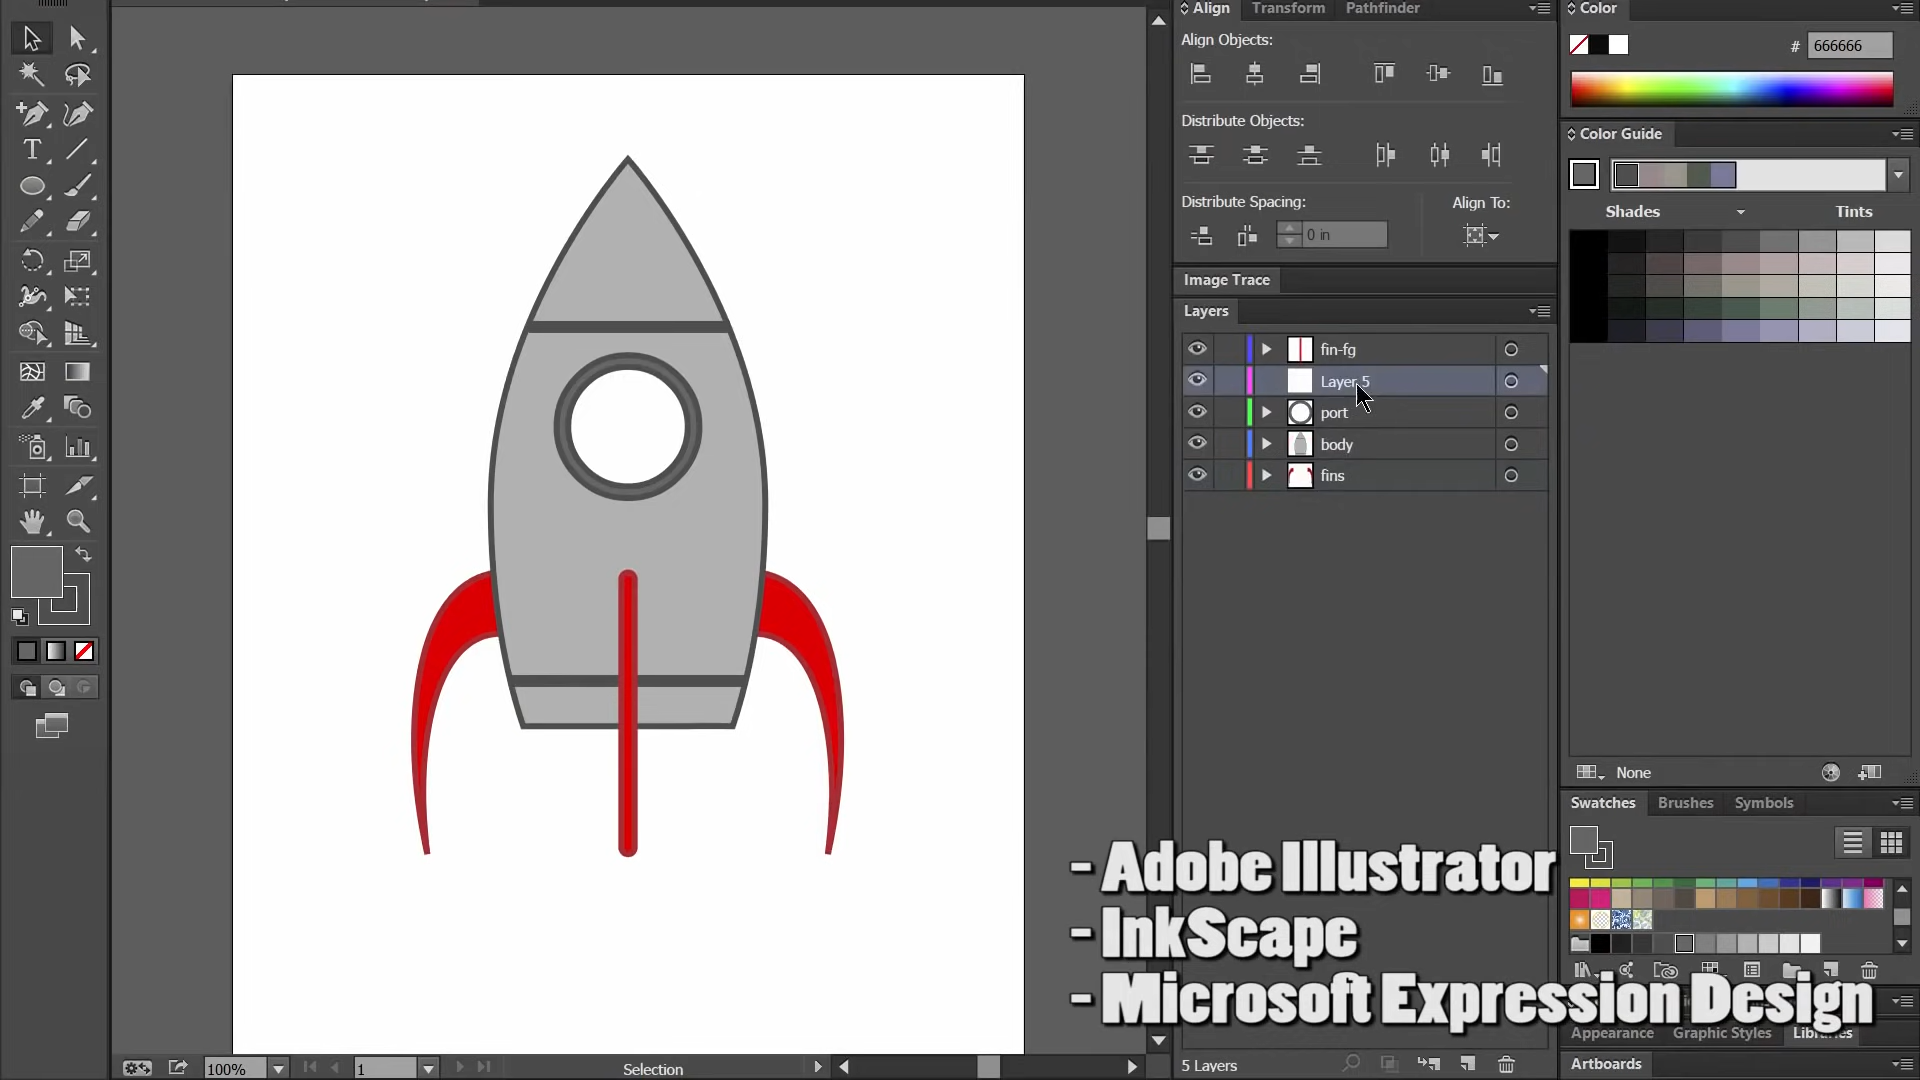 Align Transform Pathfinder
Color
Align Objects:
# 666666
Distribute Objects:
Color Guide
Distribute Spacing: Align To:
0 in
Shades Tints
Image Trace
Layers
fin-fg
Layer 5
port
body
fins
None
Swatches Brushes Symbols
- Adobe Illustrator
- InkScape
- Microsoft Expression Design
Appearance Graphic Styles
Artboards
100% 1 Selection
5 Layers
T